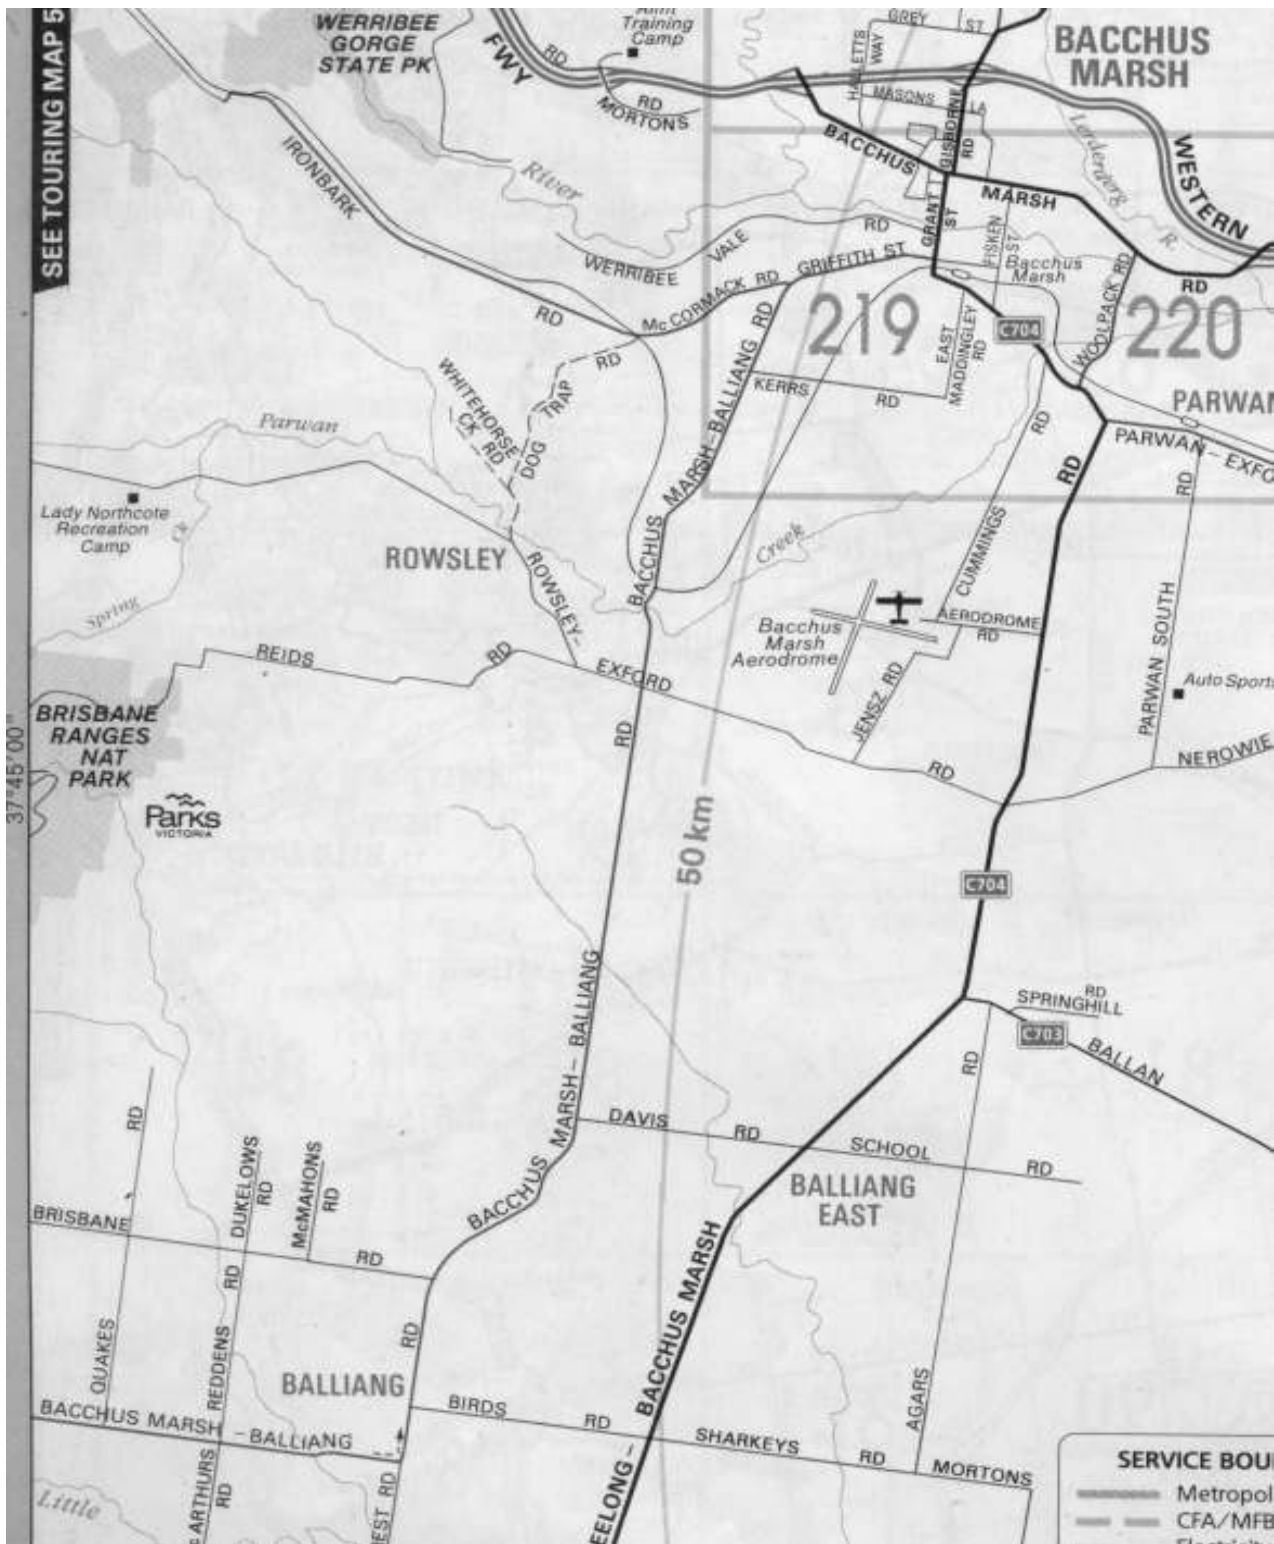 SEE TOURING MAP 5
WERRIBEE
GORGE
STATE PK
FWY
RD
Training
Camp
RD
MORTONS
GREY ST
HALLETTS
WAY
MASONS LA
BACCHUS
MARSH
GISBORNE
RD
BACCHUS
MARSH
RD
WESTERN
Lerderderg
R.
IRONBARK
RD
River
WERRIBEE
VALE
RD
GRANT
ST
FISKEN
ST
Bacchus
Marsh
McCORMACK RD
GRIFFITH ST
WOOLPACK RD
219
220
C704
EAST
MADDINGLEY
RD
KERRS
RD
PARWAN
PARWAN – EXFO
WHITEHORSE
CK RD
DOG
TRAP
RD
Parwan
Creek
BACCHUS
MARSH–BALLIANG
RD
RD
RD
CUMMINGS
RD
Lady Northcote
Recreation
Camp
Spring
Ck
ROWSLEY
ROWSLEY–
EXFORD
RD
REIDS
RD
Bacchus
Marsh
Aerodrome
AERODROME
RD
JENSZ RD
PARWAN SOUTH
RD
Auto Sports
NEROWIE
BRISBANE
RANGES
NAT
PARK
37°45'00"
Parks
VICTORIA
RD
50 km
C704
BACCHUS
MARSH–BALLIANG
SPRINGHILL
RD
C703
BALLAN
RD
DAVIS
RD
SCHOOL
RD
BALLIANG
EAST
RD
DUKELOWS
RD
McMAHONS
RD
BRISBANE
RD
QUAKES
REDDENS
RD
RD
BALLIANG
BACCHUS MARSH
–BALLIANG
BIRDS
RD
BACCHUS MARSH
EELONG –
SHARKEYS
RD
AGARS
MORTONS
ARTHURS
RD
EST RD
Little
SERVICE BOU
Metropol
CFA/MFB